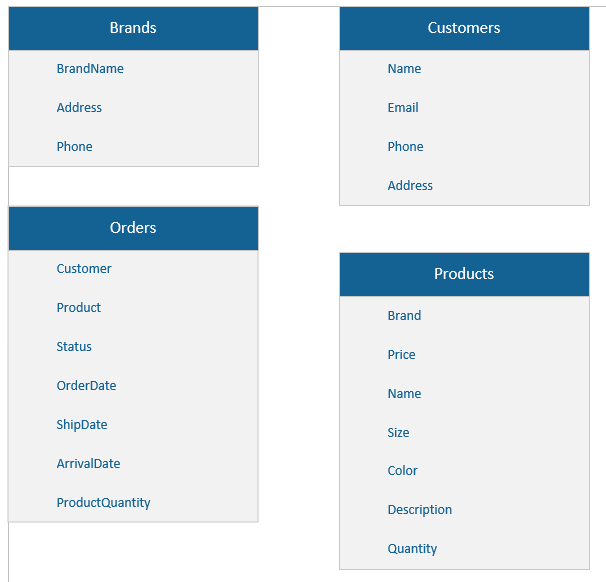 Brands
BrandName
Address
Phone
Customers
Name
Email
Phone
Address
Orders
Customer
Product
Status
OrderDate
ShipDate
ArrivalDate
ProductQuantity
Products
Brand
Price
Name
Size
Color
Description
Quantity